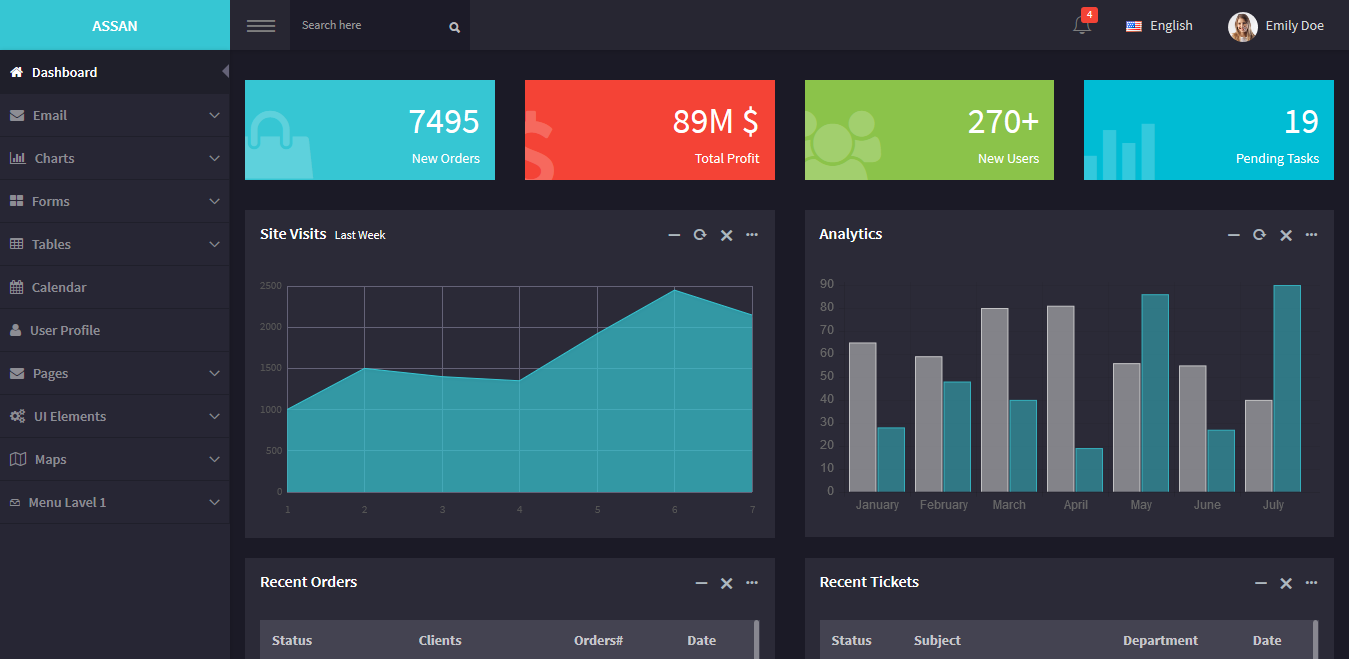 ASSAN
Search here
4
English
Emily Doe
Dashboard
Email
Charts
Forms
Tables
Calendar
User Profile
Pages
UI Elements
Maps
Menu Lavel 1
7495
New Orders
89M $
Total Profit
270+
New Users
19
Pending Tasks
Site Visits Last Week
2500
2000
1500
1000
500
0
1 2 3 4 5 6 7
Analytics
90
80
70
60
50
40
30
20
10
0
January February March April May June July
Recent Orders
Status Clients Orders# Date
Recent Tickets
Status Subject Department Date